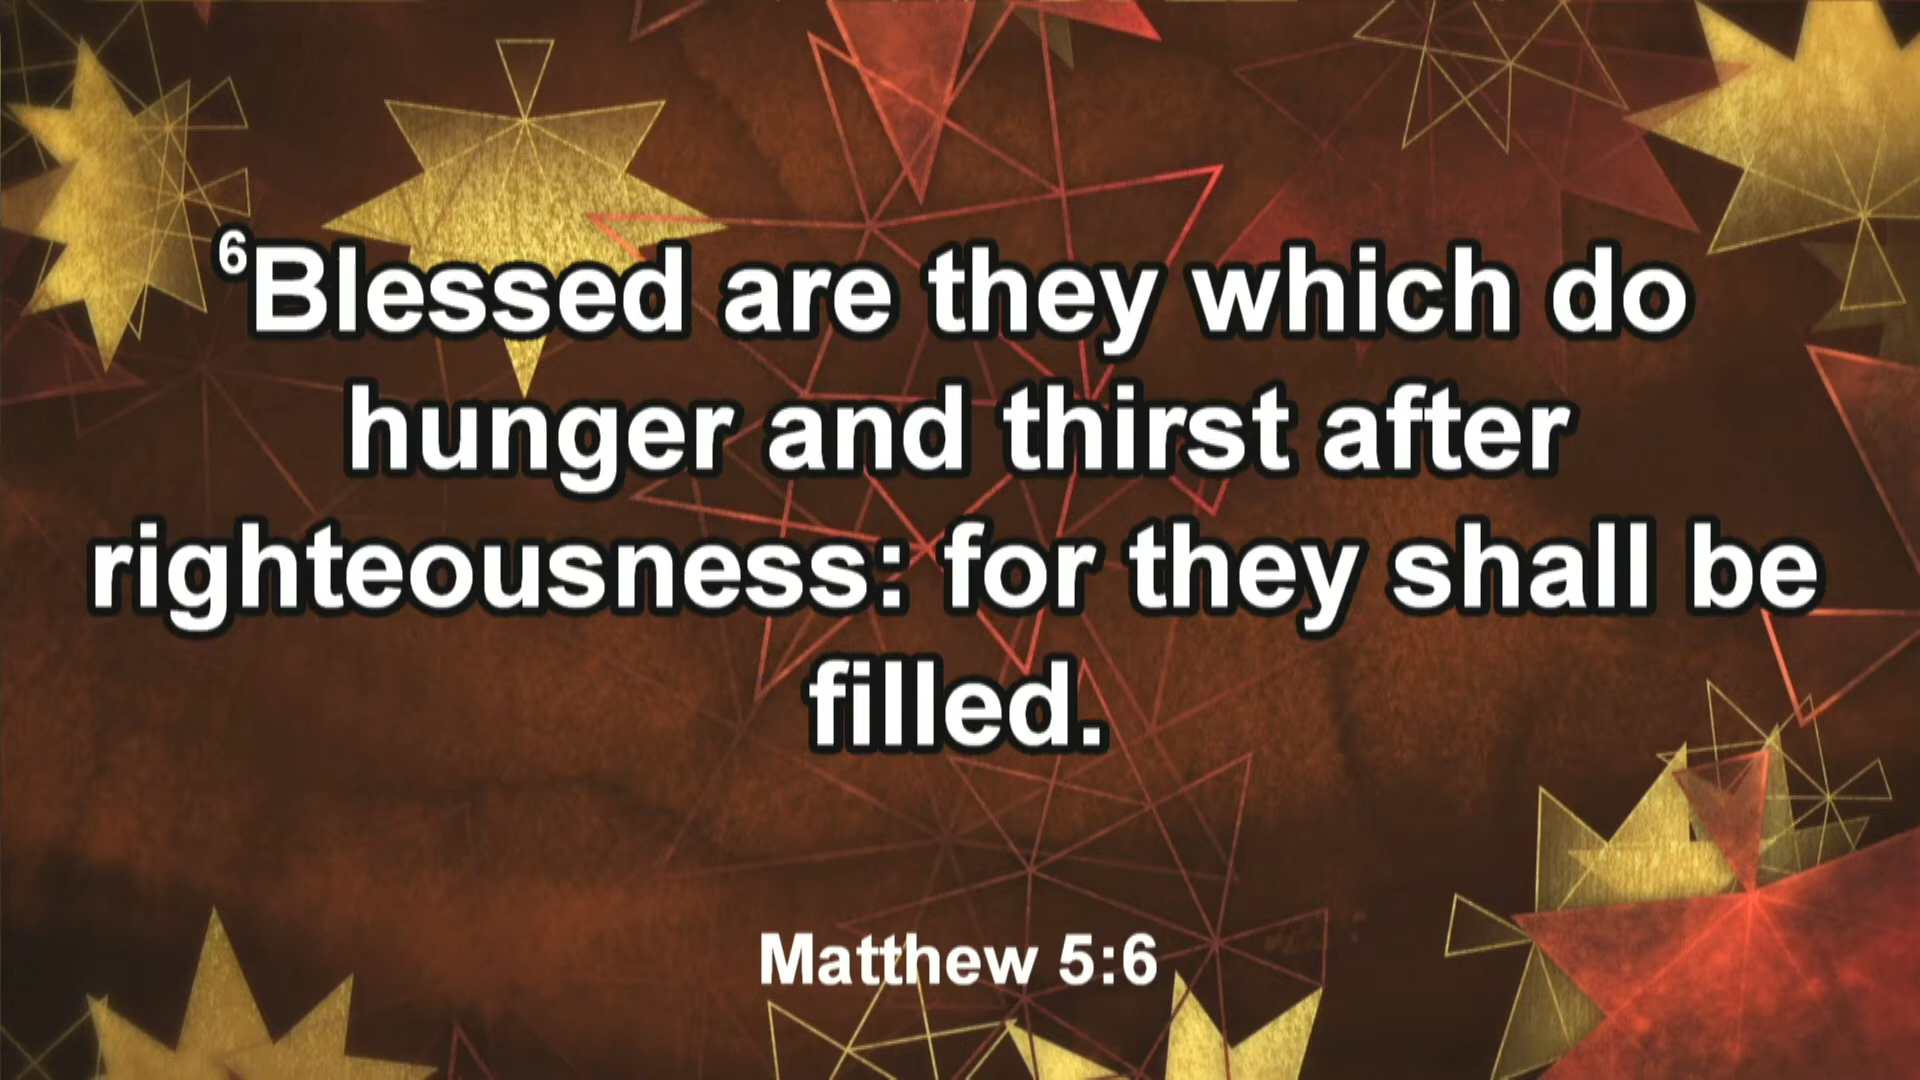 ⁶Blessed are they which do
hunger and thirst after
righteousness: for they shall be
filled.
Matthew 5:6